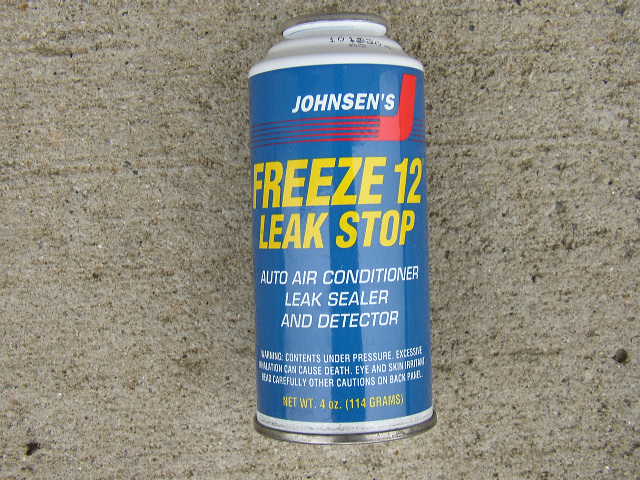 JOHNSEN'S
FREEZE 12
LEAK STOP
AUTO AIR CONDITIONER
LEAK SEALER
AND DETECTOR
WARNING: CONTENTS UNDER PRESSURE. EXCESSIVE
INHALATION CAN CAUSE DEATH. EYE AND SKIN IRRITANT
READ CAREFULLY OTHER CAUTIONS ON BACK PANEL.
NET WT. 4 oz. (114 GRAMS)